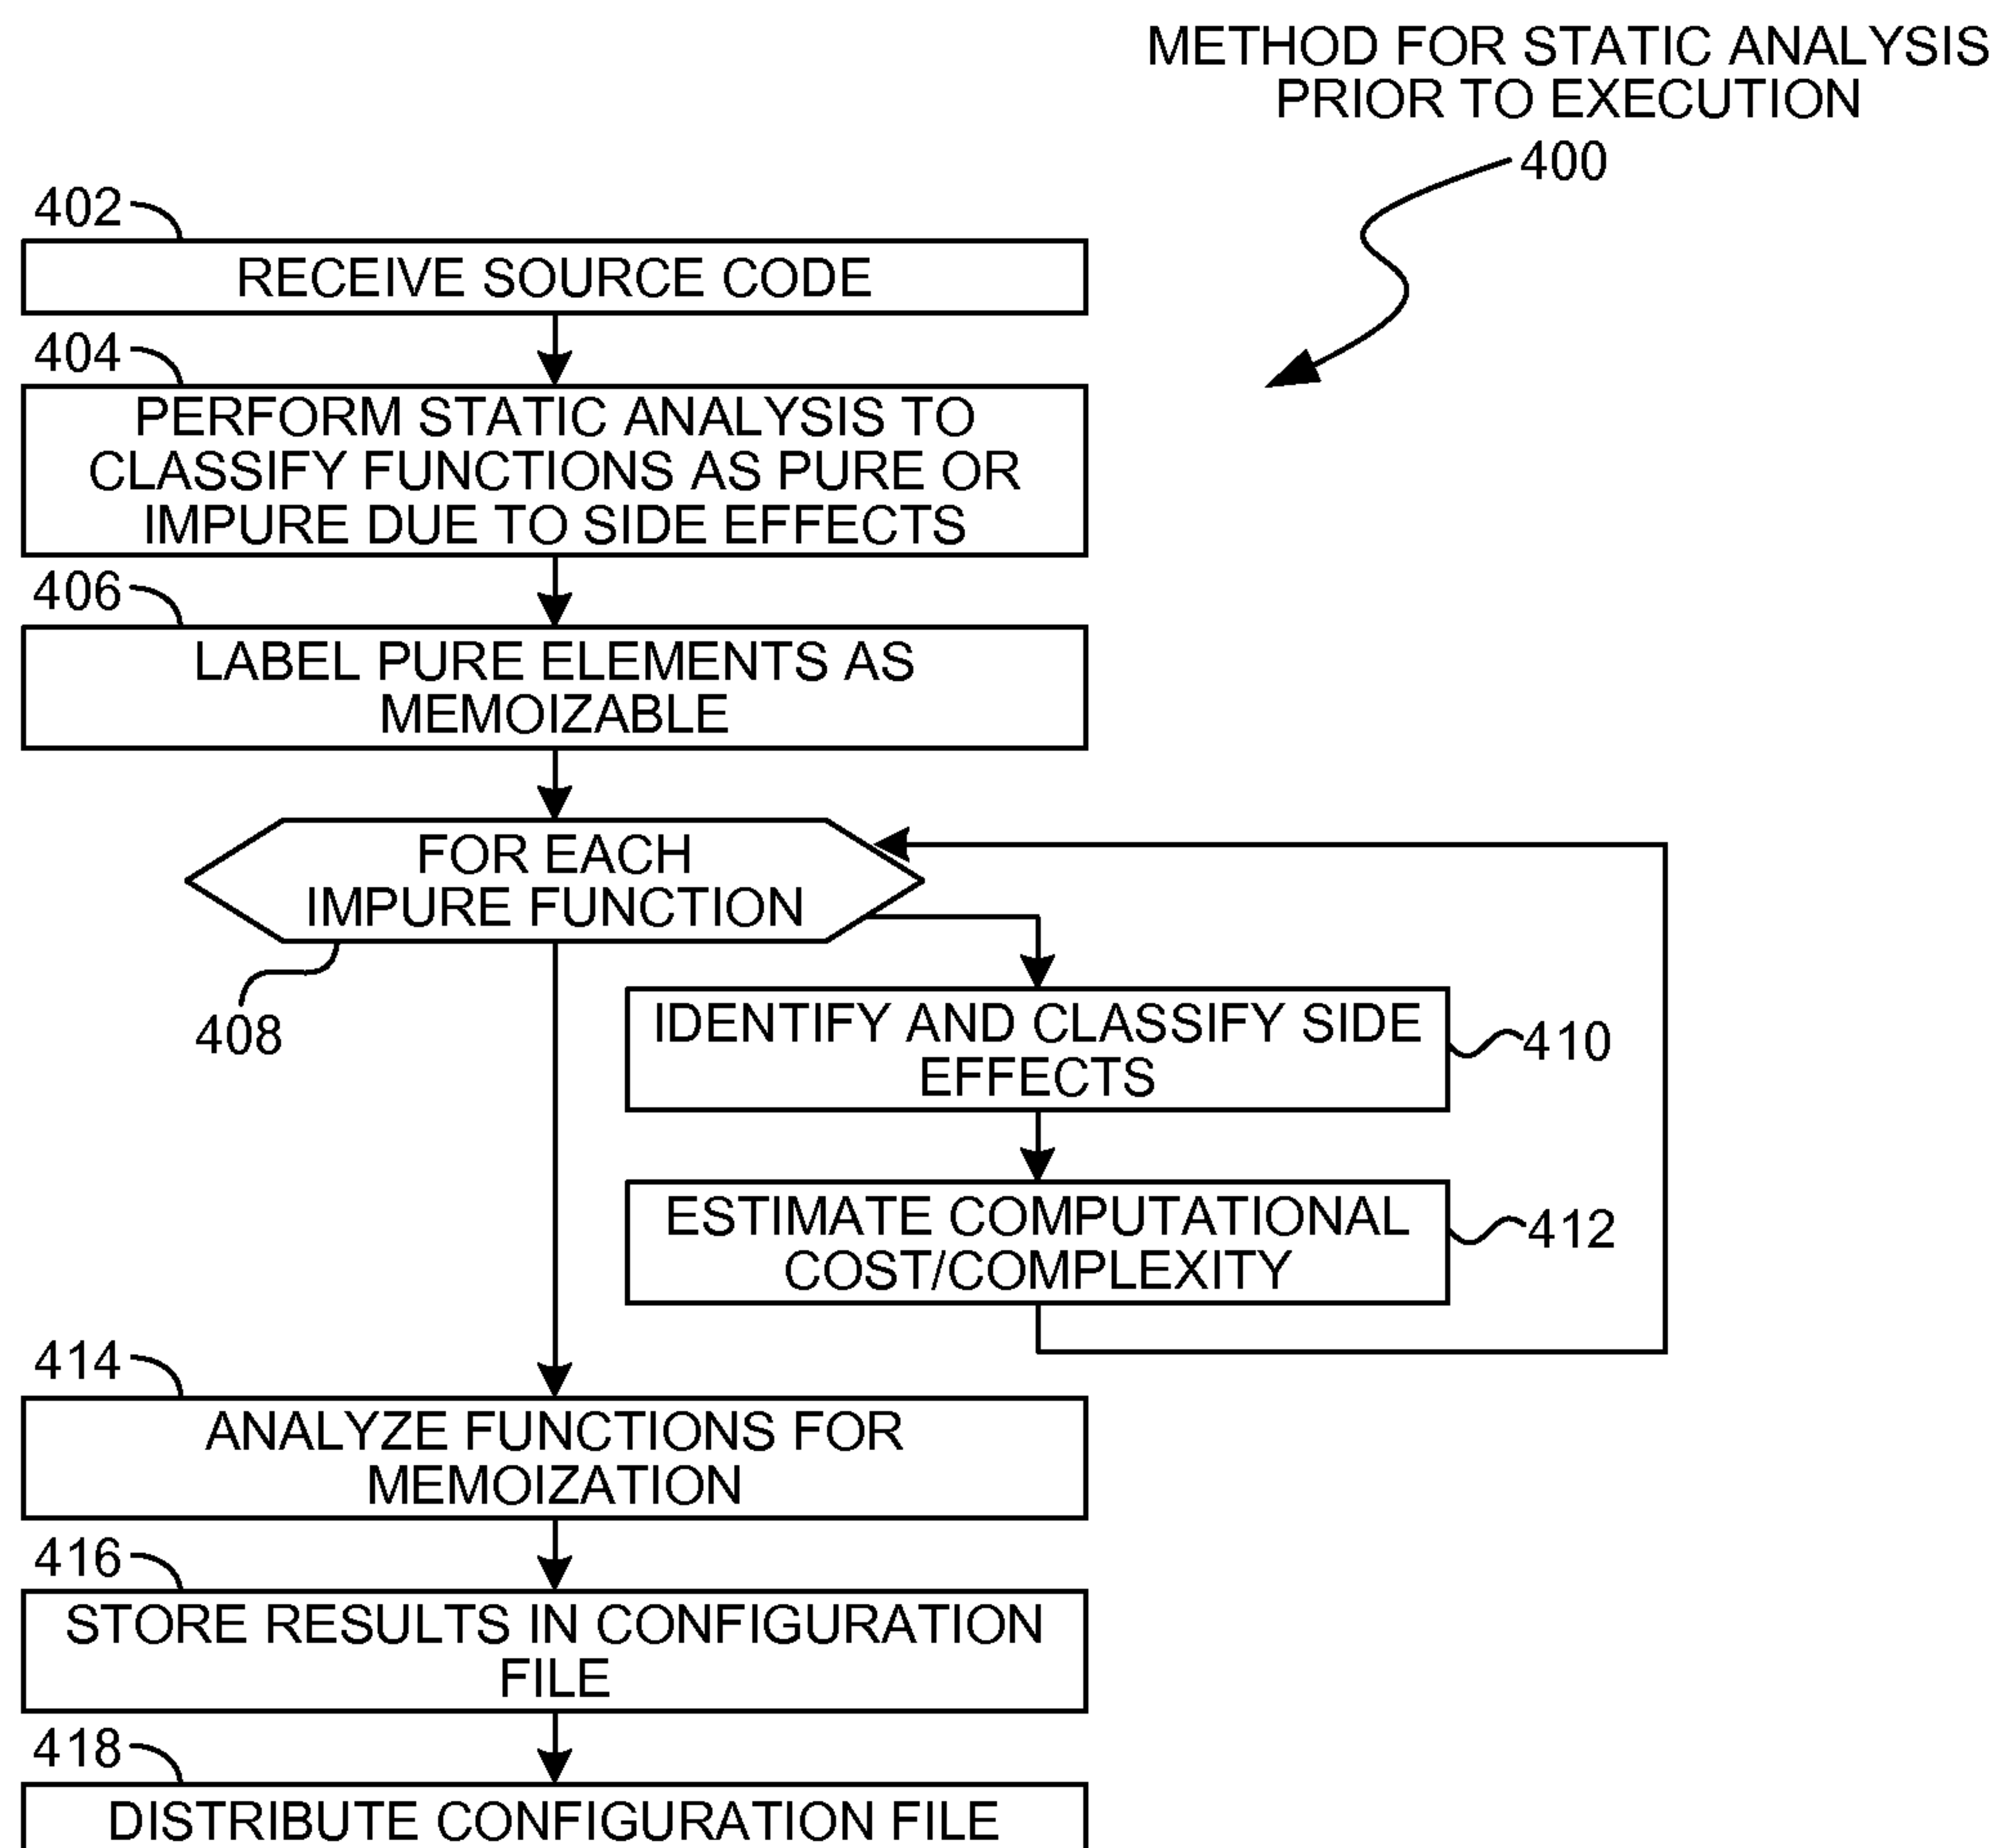 METHOD FOR STATIC ANALYSIS
PRIOR TO EXECUTION
400
402
RECEIVE SOURCE CODE
404
PERFORM STATIC ANALYSIS TO
CLASSIFY FUNCTIONS AS PURE OR
IMPURE DUE TO SIDE EFFECTS
406
LABEL PURE ELEMENTS AS
MEMOIZABLE
FOR EACH
IMPURE FUNCTION
408
IDENTIFY AND CLASSIFY SIDE
EFFECTS
410
ESTIMATE COMPUTATIONAL
COST/COMPLEXITY
412
414
ANALYZE FUNCTIONS FOR
MEMOIZATION
416
STORE RESULTS IN CONFIGURATION
FILE
418
DISTRIBUTE CONFIGURATION FILE